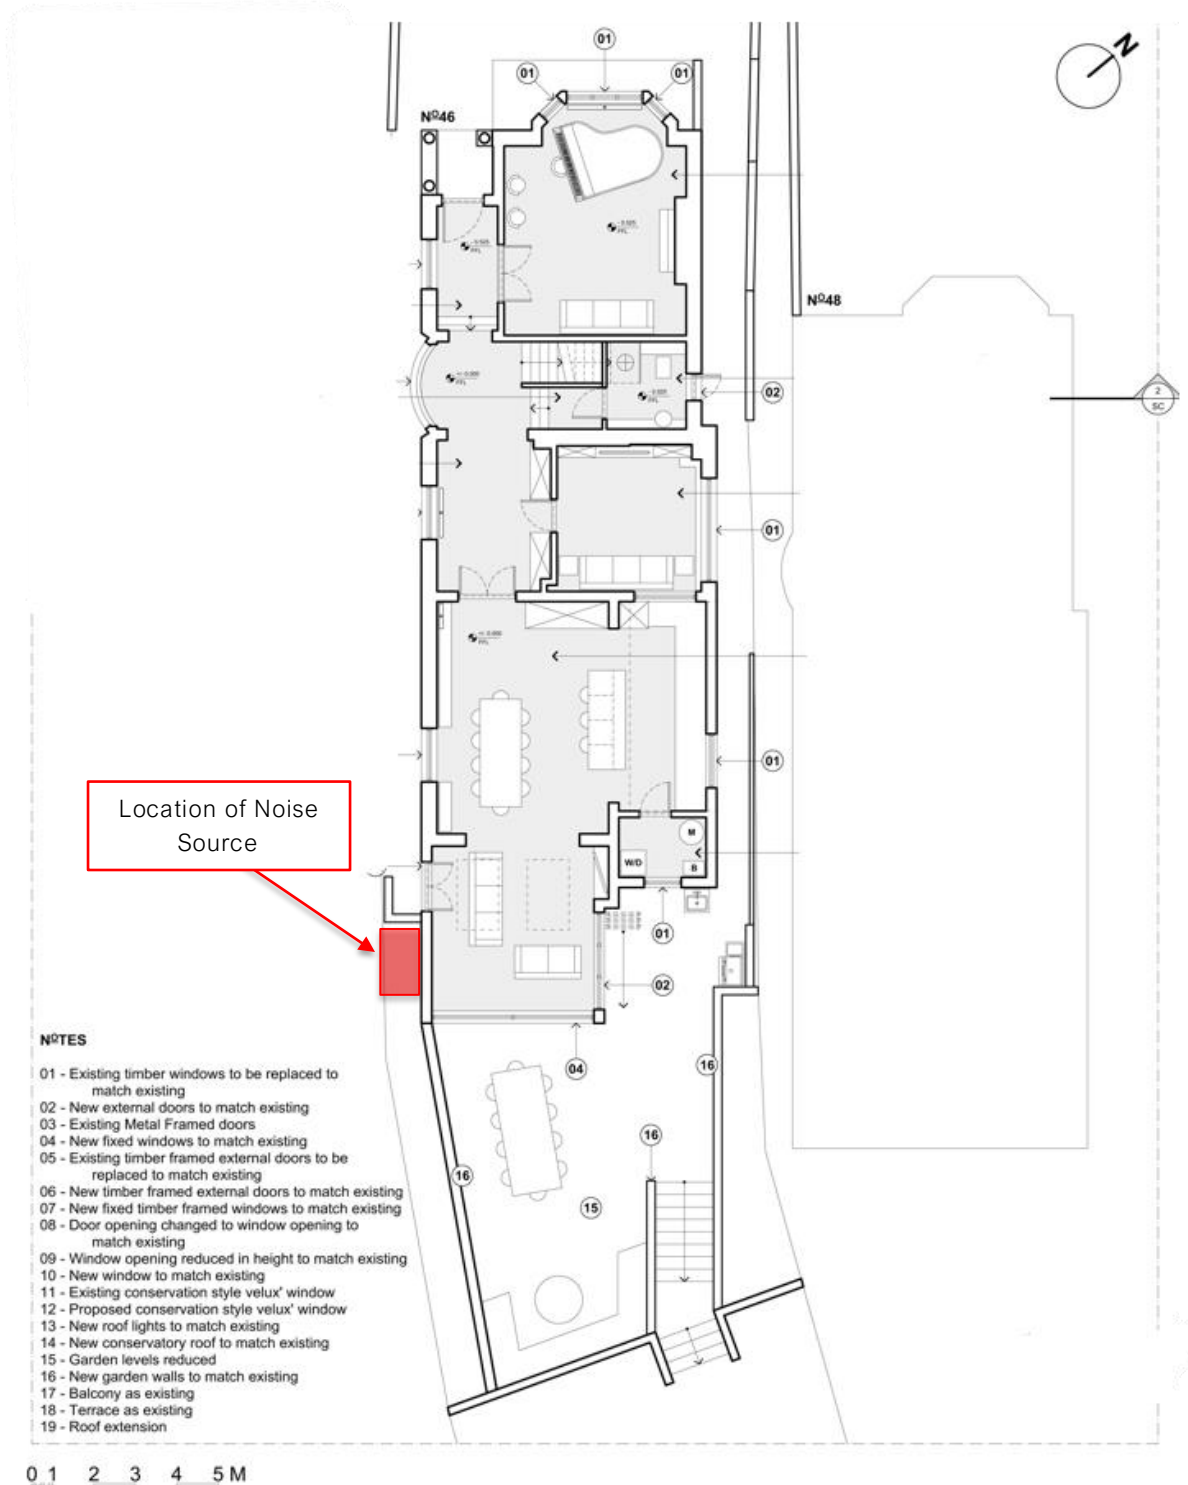 01
01
01
N
Nº46
Nº48
2
SC
02
01
01
M
W/D
B
Location of Noise
Source
01
02
04
16
16
16
15
NºTES
01 - Existing timber windows to be replaced to
match existing
02 - New external doors to match existing
03 - Existing Metal Framed doors
04 - New fixed windows to match existing
05 - Existing timber framed external doors to be
replaced to match existing
06 - New timber framed external doors to match existing
07 - New fixed timber framed windows to match existing
08 - Door opening changed to window opening to
match existing
09 - Window opening reduced in height to match existing
10 - New window to match existing
11 - Existing conservation style velux' window
12 - Proposed conservation style velux' window
13 - New roof lights to match existing
14 - New conservatory roof to match existing
15 - Garden levels reduced
16 - New garden walls to match existing
17 - Balcony as existing
18 - Terrace as existing
19 - Roof extension
0 1 2 3 4 5 M